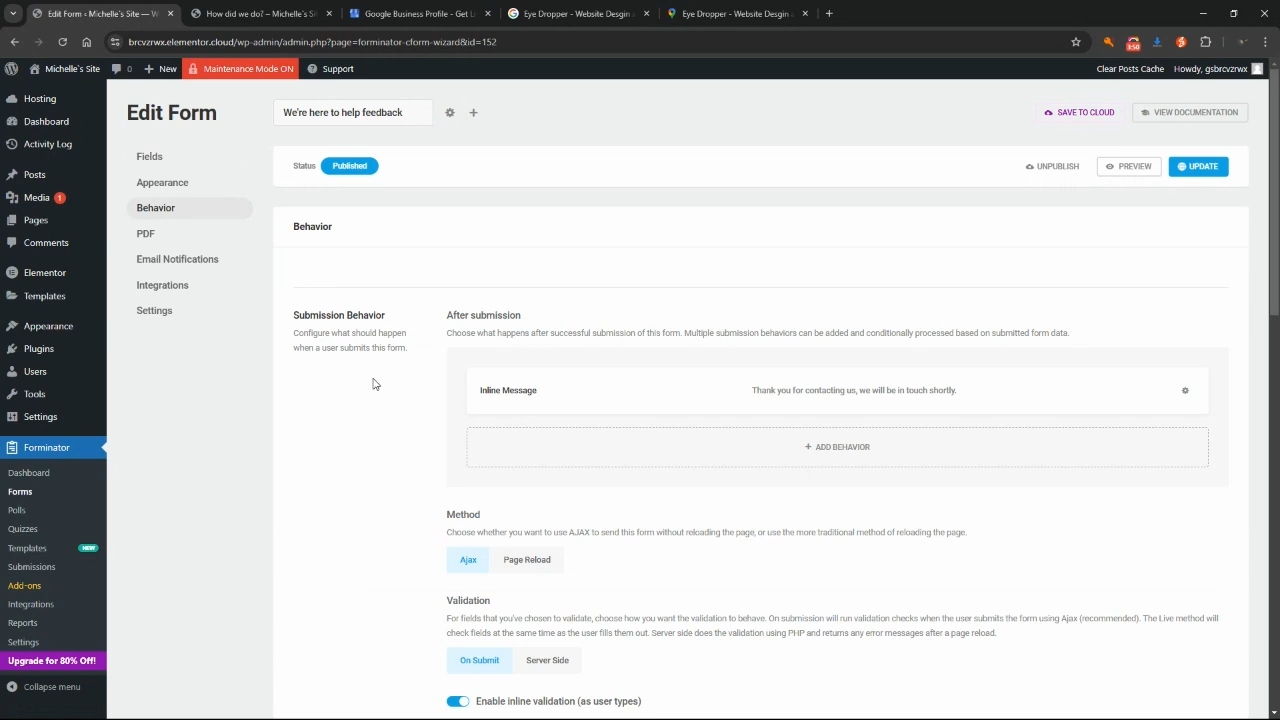 Edit Form ‹ Michelle's Site — W
How did we do? – Michelle's Si
Google Business Profile - Get L
Eye Dropper - Website Desgin a
Eye Dropper - Website Desgin a
brcvzrwx.elementor.cloud/wp-admin/admin.php?page=forminator-cform-wizard&id=152
3:50
Michelle's Site
0
New
Maintenance Mode ON
Support
Clear Posts Cache
Howdy, gsbrcvzrwx
Hosting
Dashboard
Activity Log
Posts
Media 1
Pages
Comments
Elementor
Templates
Appearance
Plugins
Users
Tools
Settings
Forminator
Dashboard
Forms
Polls
Quizzes
Templates NEW
Submissions
Add-ons
Integrations
Reports
Settings
Upgrade for 80% Off!
Collapse menu
Edit Form
We're here to help feedback
SAVE TO CLOUD
VIEW DOCUMENTATION
Fields
Appearance
Behavior
PDF
Email Notifications
Integrations
Settings
Status
Published
UNPUBLISH
PREVIEW
UPDATE
Behavior
Submission Behavior
Configure what should happen
when a user submits this form.
After submission
Choose what happens after successful submission of this form. Multiple submission behaviors can be added and conditionally processed based on submitted form data.
Inline Message
Thank you for contacting us, we will be in touch shortly.
ADD BEHAVIOR
Method
Choose whether you want to use AJAX to send this form without reloading the page, or use the more traditional method of reloading the page.
Ajax
Page Reload
Validation
For fields that you've chosen to validate, choose how you want the validation to behave. On submission will run validation checks when the user submits the form using Ajax (recommended). The Live method will
check fields at the same time as the user fills them out. Server side does the validation using PHP and returns any error messages after a page reload.
On Submit
Server Side
Enable inline validation (as user types)